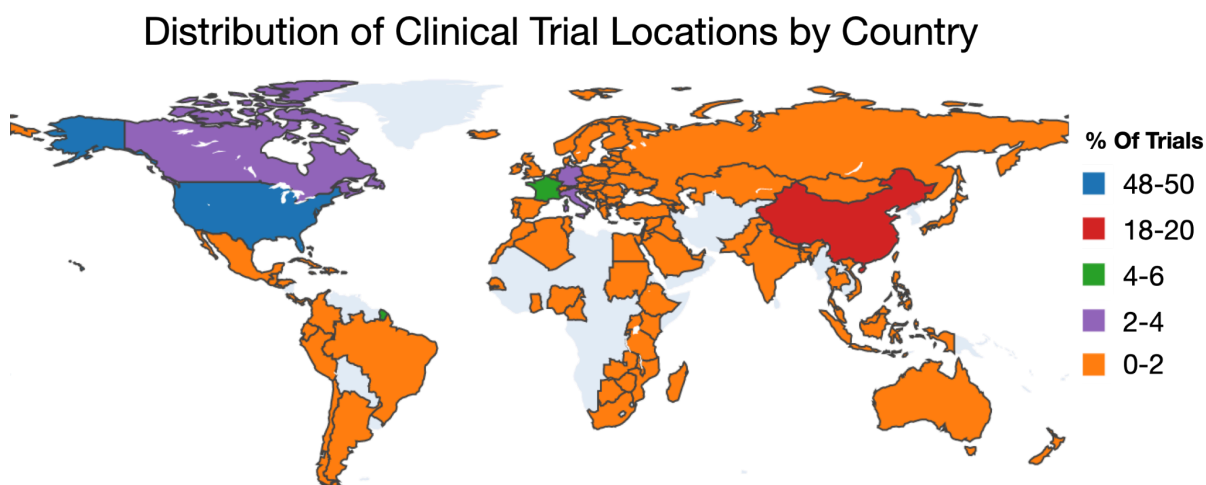 Distribution of Clinical Trial Locations by Country
% Of Trials
48-50
18-20
4-6
2-4
0-2